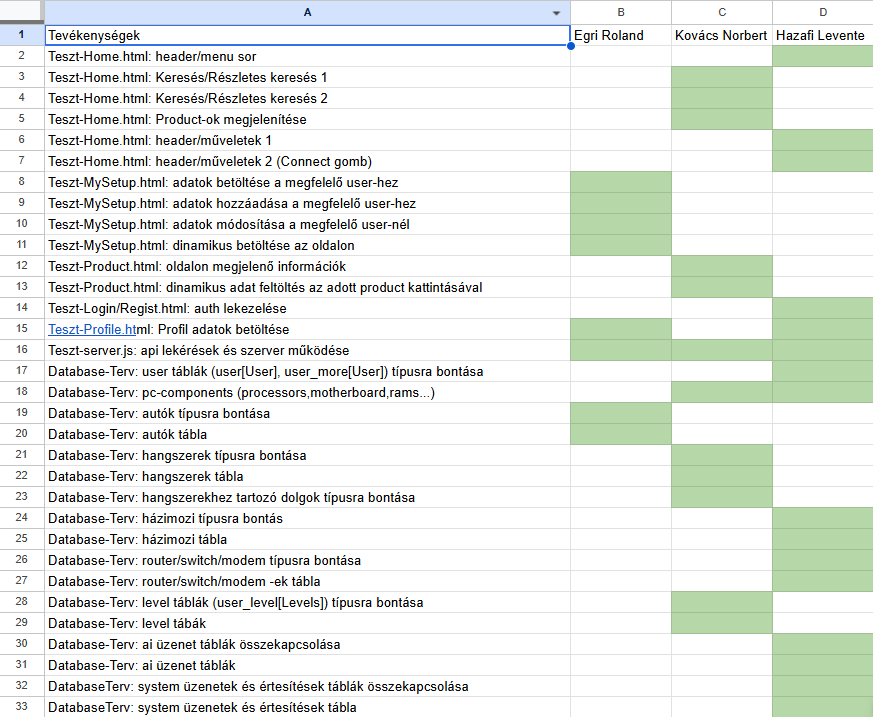 A B C D
1 Tevékenységek Egri Roland Kovács Norbert Hazafi Levente
2 Teszt-Home.html: header/menu sor
3 Teszt-Home.html: Keresés/Részletes keresés 1
4 Teszt-Home.html: Keresés/Részletes keresés 2
5 Teszt-Home.html: Product-ok megjelenítése
6 Teszt-Home.html: header/műveletek 1
7 Teszt-Home.html: header/műveletek 2 (Connect gomb)
8 Teszt-MySetup.html: adatok betöltése a megfelelő user-hez
9 Teszt-MySetup.html: adatok hozzáadása a megfelelő user-hez
10 Teszt-MySetup.html: adatok módosítása a megfelelő user-nél
11 Teszt-MySetup.html: dinamikus betöltése az oldalon
12 Teszt-Product.html: oldalon megjelenő információk
13 Teszt-Product.html: dinamikus adat feltöltés az adott product kattintásával
14 Teszt-Login/Regist.html: auth lekezelése
15 Teszt-Profile.html: Profil adatok betöltése
16 Teszt-server.js: api lekérések és szerver működése
17 Database-Terv: user táblák (user[User], user_more[User]) típusra bontása
18 Database-Terv: pc-components (processors,motherboard,rams...)
19 Database-Terv: autók típusra bontása
20 Database-Terv: autók tábla
21 Database-Terv: hangszerek típusra bontása
22 Database-Terv: hangszerek tábla
23 Database-Terv: hangszerekhez tartozó dolgok típusra bontása
24 Database-Terv: házimozi típusra bontás
25 Database-Terv: házimozi tábla
26 Database-Terv: router/switch/modem típusra bontása
27 Database-Terv: router/switch/modem -ek tábla
28 Database-Terv: level táblák (user_level[Levels]) típusra bontása
29 Database-Terv: level tábák
30 Database-Terv: ai üzenet táblák összekapcsolása
31 Database-Terv: ai üzenet táblák
32 DatabaseTerv: system üzenetek és értesítések táblák összekapcsolása
33 DatabaseTerv: system üzenetek és értesítések tábla